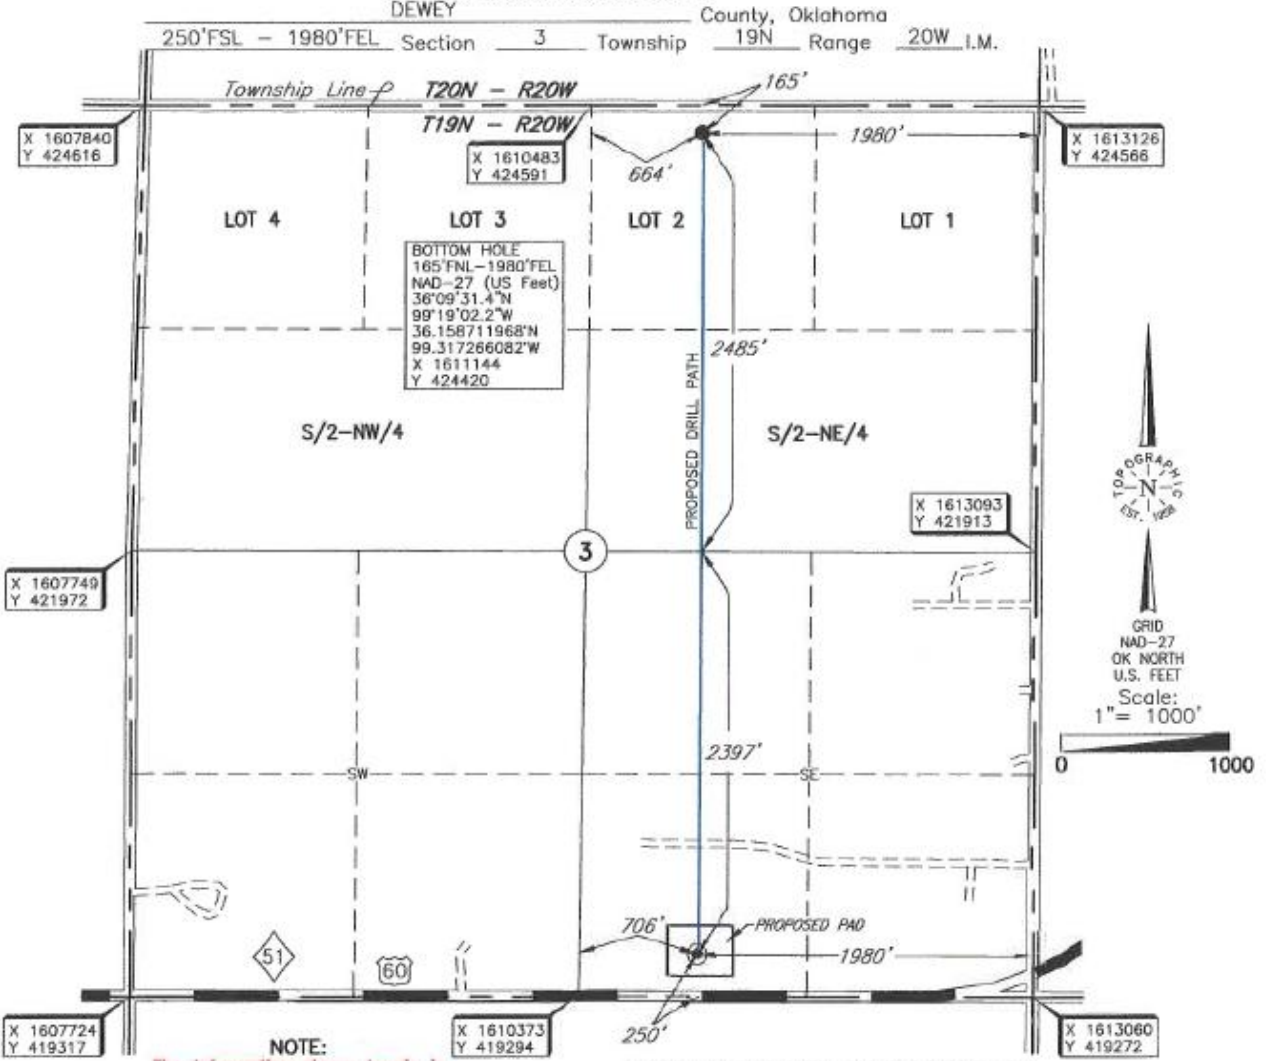 DEWEY
County, Oklahoma
250'FSL - 1980'FEL Section 3 Township 19N Range 20W I.M.
Township Line
T20N - R20W
165'
T19N - R20W
X 1607840
Y 424616
X 1610483
Y 424591
664'
1980'
X 1613126
Y 424566
LOT 4
LOT 3
LOT 2
LOT 1
BOTTOM HOLE
165'FNL-1980'FEL
NAD-27 (US Feet)
36°09'31.4"N
99°19'02.2"W
36.158711968°N
99.317266082°W
X 1611144
Y 424420
2485'
PROPOSED DRILL PATH
S/2-NW/4
S/2-NE/4
TOPOGRAPHIC
N
EST. 1958
X 1613093
Y 421913
3
X 1607749
Y 421972
GRID
NAD-27
OK NORTH
U.S. FEET
Scale:
1"= 1000'
0 1000
2397'
SW
SE
706'
PROPOSED PAD
1980'
51
60
250'
X 1607724
Y 419317
X 1610373
Y 419294
X 1613060
Y 419272
NOTE: